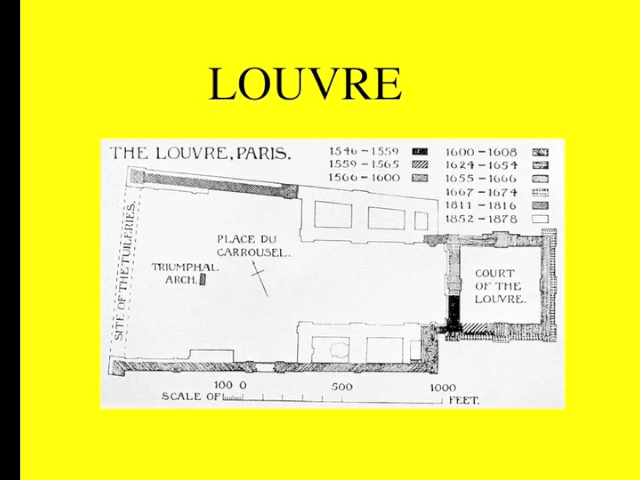 LOUVRE
THE LOUVRE, PARIS.
1546-1559
1559-1565
1566-1600
1600-1608
1624-1654
1655-1666
1667-1674
1811-1816
1852-1878
SITE OF THE TUILERIES.
PLACE DU
CARROUSEL.
TRIUMPHAL
ARCH.
COURT
OF THE
LOUVRE.
100 0 500 1000
SCALE OF FEET.